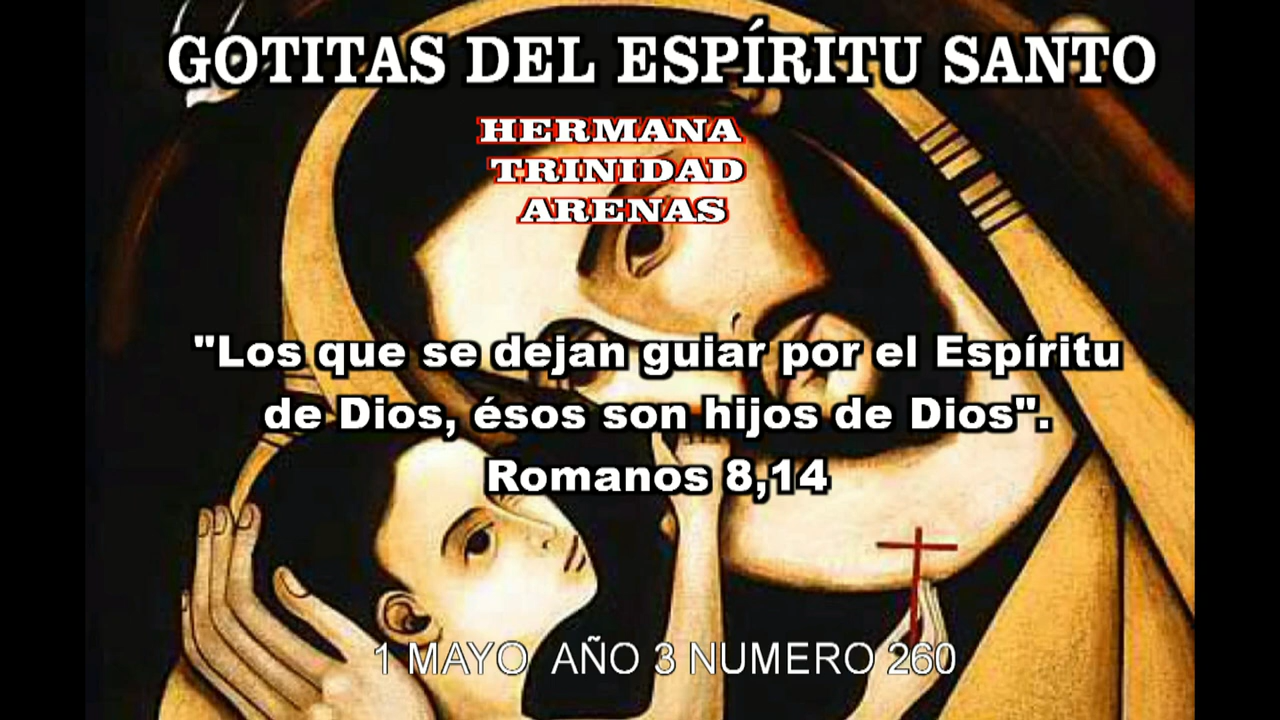 GOTITAS DEL ESPÍRITU SANTO
HERMANA
TRINIDAD
ARENAS
"Los que se dejan guiar por el Espíritu
de Dios, ésos son hijos de Dios".
Romanos 8,14
1 MAYO AÑO 3 NUMERO 260